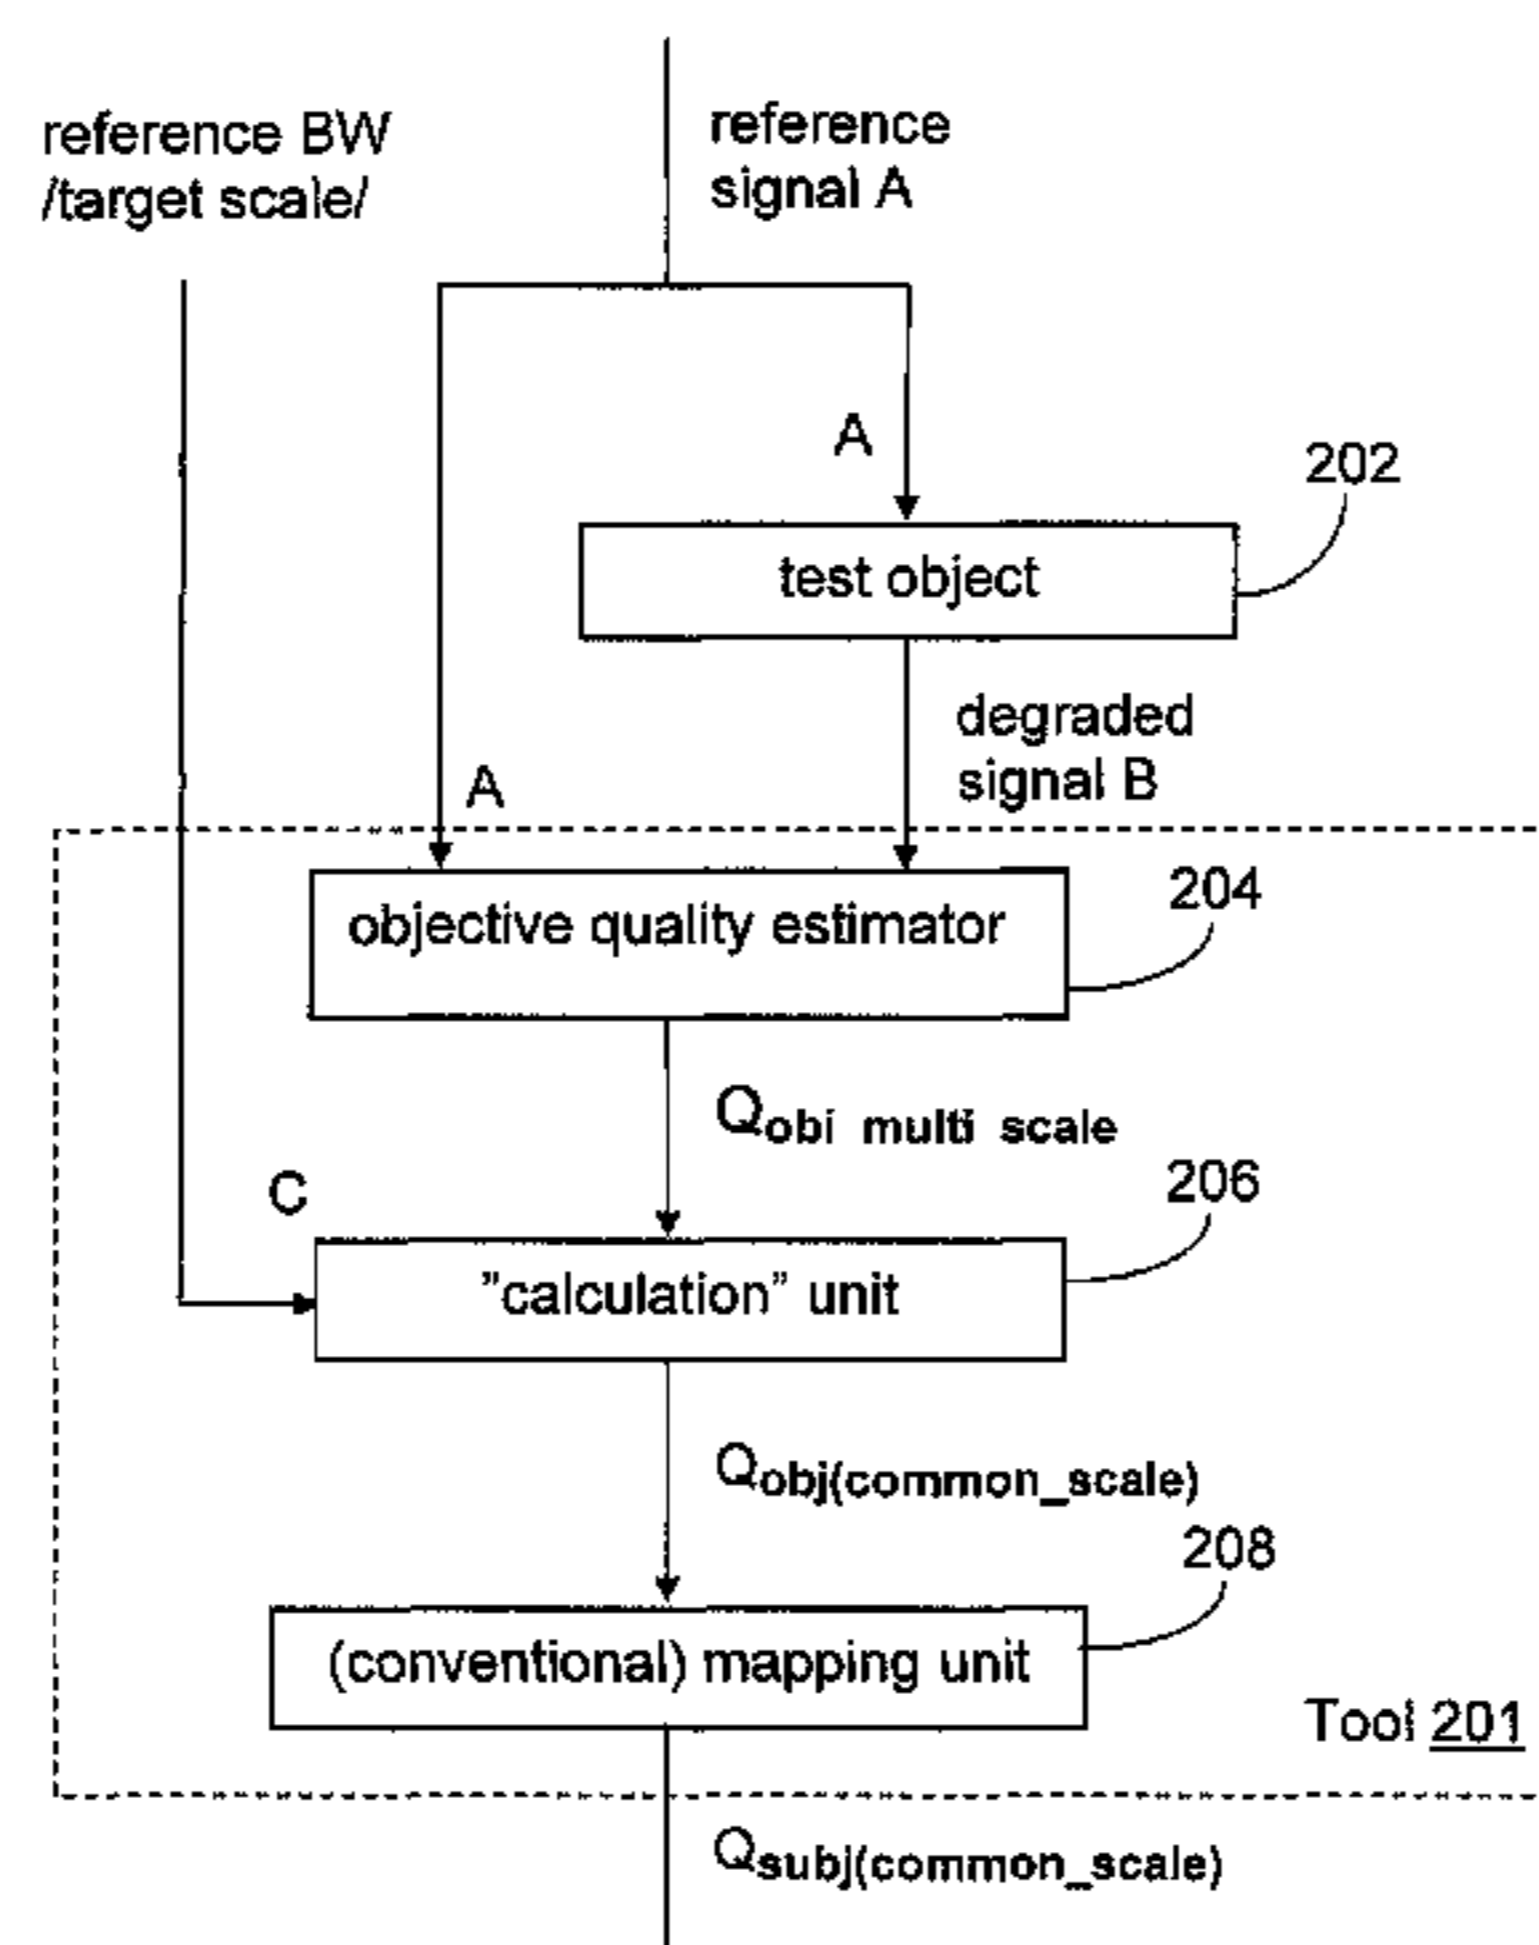 reference BW
/target scale/
reference
signal A
A
202
test object
degraded
signal B
A
204
objective quality estimator
Qobj multi scale
206
C
"calculation" unit
Qobj(common_scale)
208
(conventional) mapping unit
Tool 201
Qsubj(common_scale)